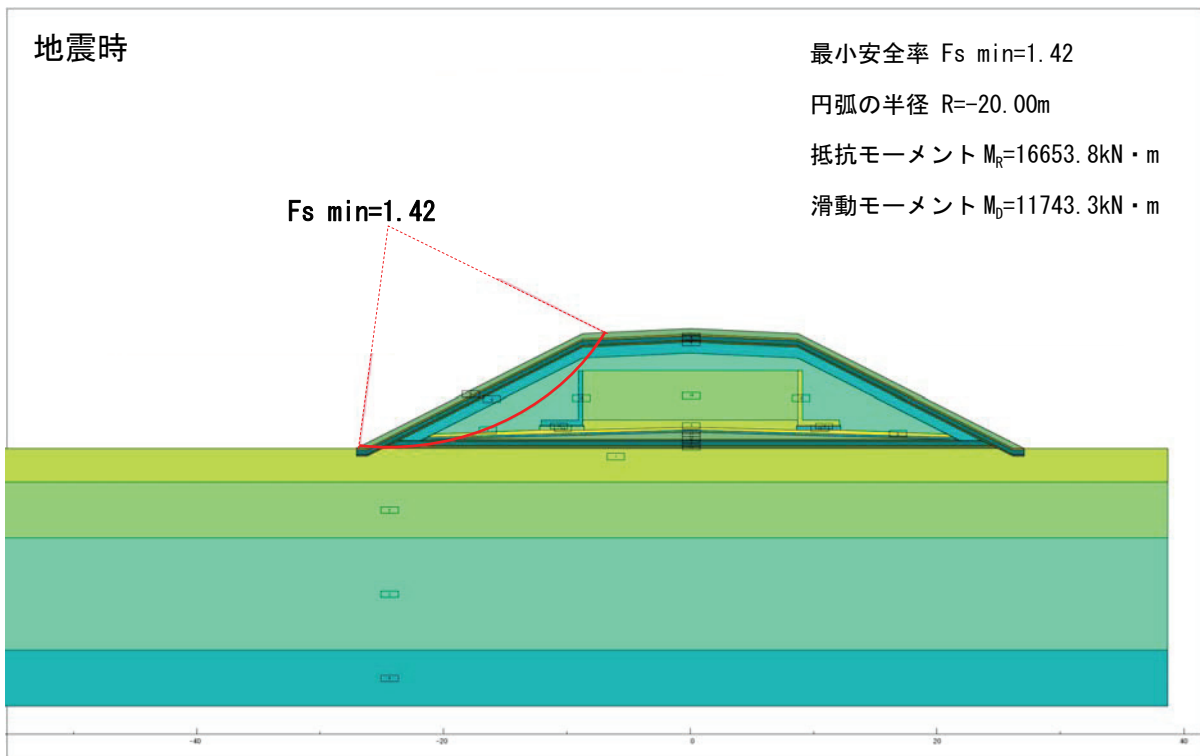 地震時
最小安全率 Fs min=1.42
円弧の半径 R=-20.00m
抵抗モーメント MR=16653.8kN・m
滑動モーメント MD=11743.3kN・m
Fs min=1.42
-40 -20 0 20 40